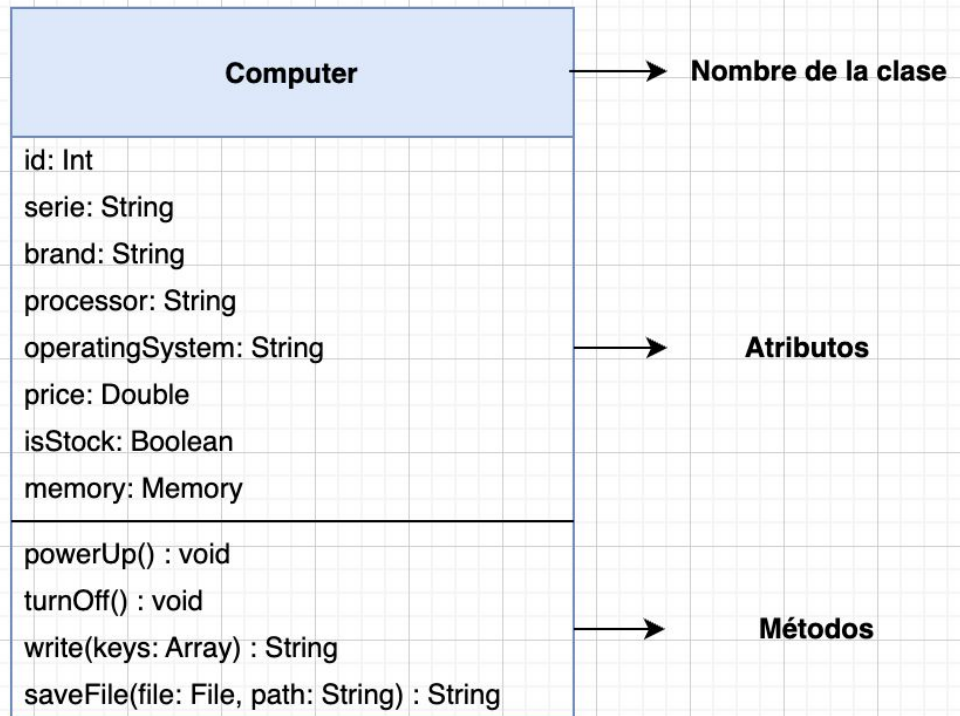 Computer
Nombre de la clase
id: Int
serie: String
brand: String
processor: String
operatingSystem: String
Atributos
price: Double
isStock: Boolean
memory: Memory
powerUp() : void
turnOff() : void
Métodos
write(keys: Array) : String
saveFile(file: File, path: String) : String